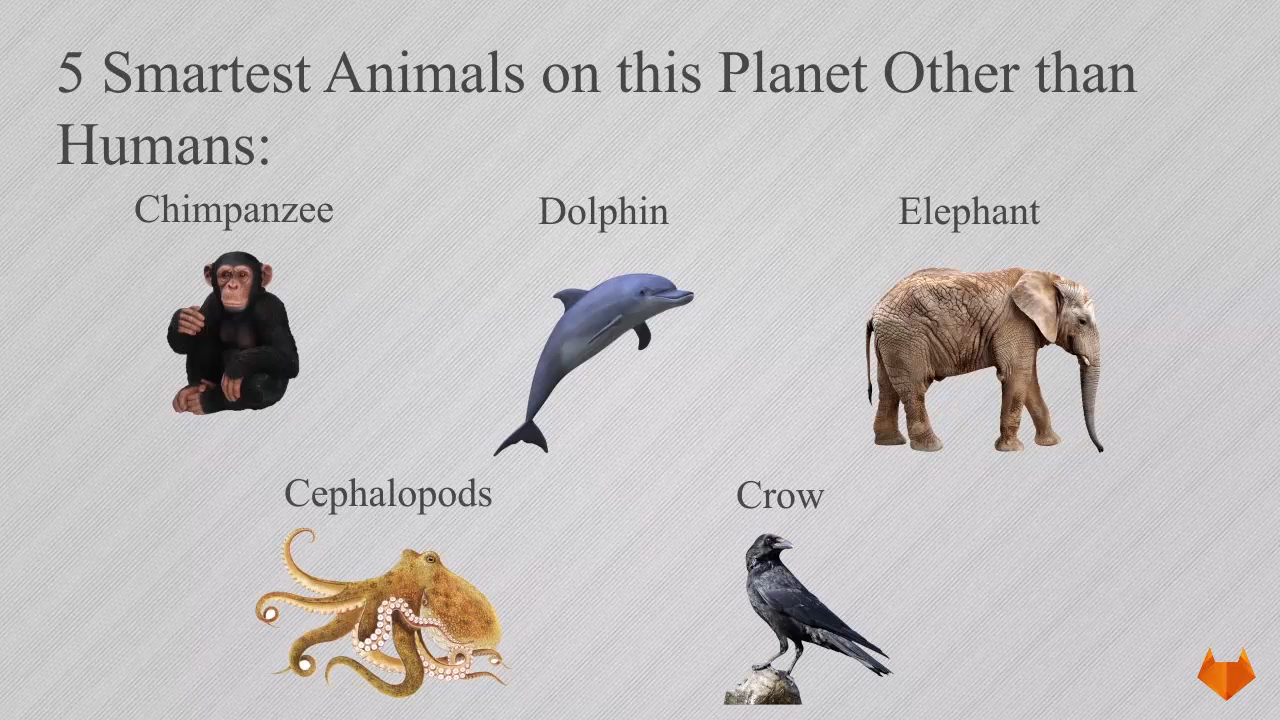 5 Smartest Animals on this Planet Other than
Humans:
Chimpanzee
Dolphin
Elephant
Cephalopods
Crow